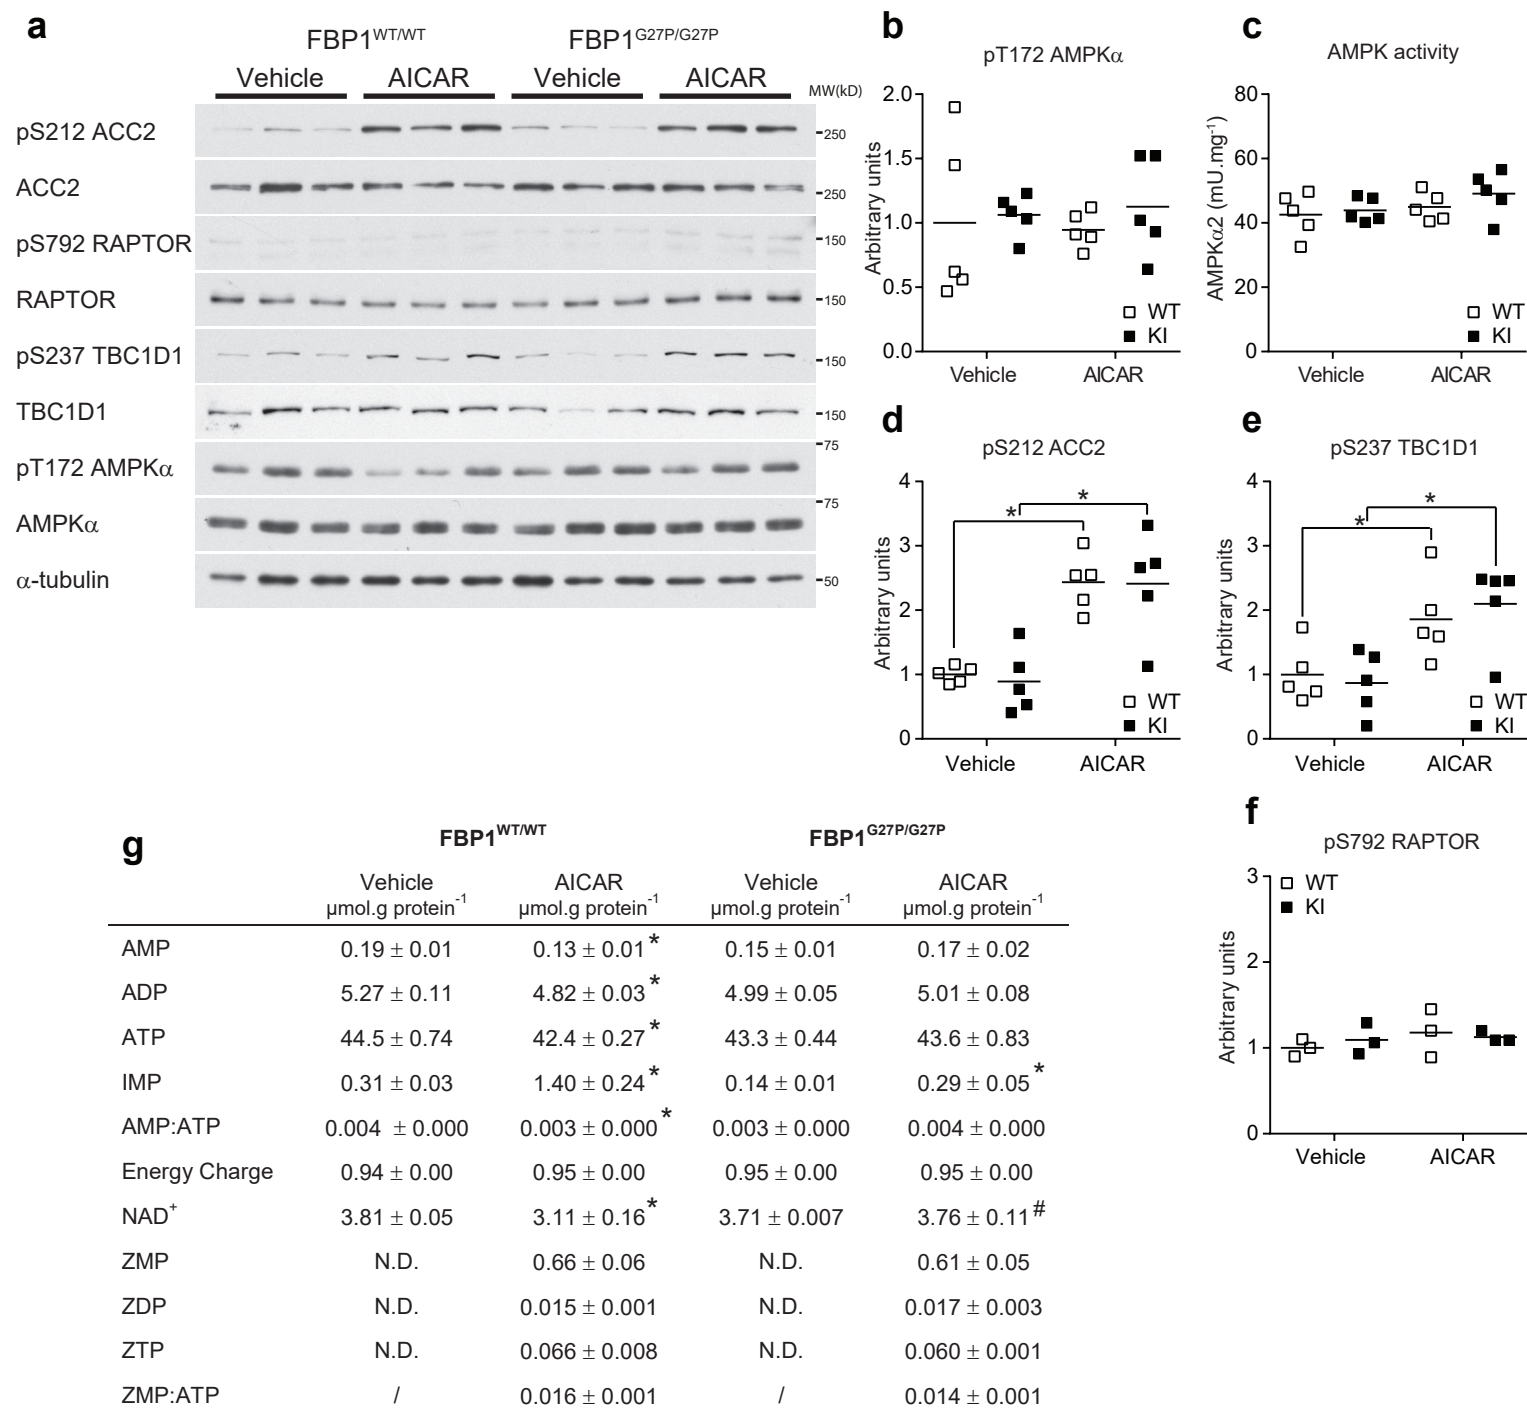 a
FBP1WT/WT FBP1G27P/G27P
Vehicle AICAR Vehicle AICAR
MW(kD)
pS212 ACC2 250
ACC2 250
pS792 RAPTOR 150
RAPTOR 150
pS237 TBC1D1 150
TBC1D1 150
75
pT172 AMPKα
75
AMPKα
α-tubulin 50
b
pT172 AMPKα
Arbitrary units
2.0
1.5
1.0
0.5
0.0
WT
KI
Vehicle AICAR
c
AMPK activity
AMPKα2 (mU.mg-1)
80
60
40
20
0
WT
KI
Vehicle AICAR
d
pS212 ACC2
Arbitrary units
4
3
2
1
0
* *
WT
KI
Vehicle AICAR
e
pS237 TBC1D1
Arbitrary units
4
3
2
1
0
* *
WT
KI
Vehicle AICAR
f
pS792 RAPTOR
Arbitrary units
3
2
1
0
WT
KI
Vehicle AICAR
g
FBP1WT/WT FBP1G27P/G27P
Vehicle AICAR Vehicle AICAR
µmol.g protein-1 µmol.g protein-1 µmol.g protein-1 µmol.g protein-1
AMP 0.19 ± 0.01 0.13 ± 0.01* 0.15 ± 0.01 0.17 ± 0.02
ADP 5.27 ± 0.11 4.82 ± 0.03* 4.99 ± 0.05 5.01 ± 0.08
ATP 44.5 ± 0.74 42.4 ± 0.27* 43.3 ± 0.44 43.6 ± 0.83
IMP 0.31 ± 0.03 1.40 ± 0.24* 0.14 ± 0.01 0.29 ± 0.05*
AMP:ATP 0.004 ± 0.000 0.003 ± 0.000* 0.003 ± 0.000 0.004 ± 0.000
Energy Charge 0.94 ± 0.00 0.95 ± 0.00 0.95 ± 0.00 0.95 ± 0.00
NAD+ 3.81 ± 0.05 3.11 ± 0.16* 3.71 ± 0.007 3.76 ± 0.11#
ZMP N.D. 0.66 ± 0.06 N.D. 0.61 ± 0.05
ZDP N.D. 0.015 ± 0.001 N.D. 0.017 ± 0.003
ZTP N.D. 0.066 ± 0.008 N.D. 0.060 ± 0.001
ZMP:ATP / 0.016 ± 0.001 / 0.014 ± 0.001